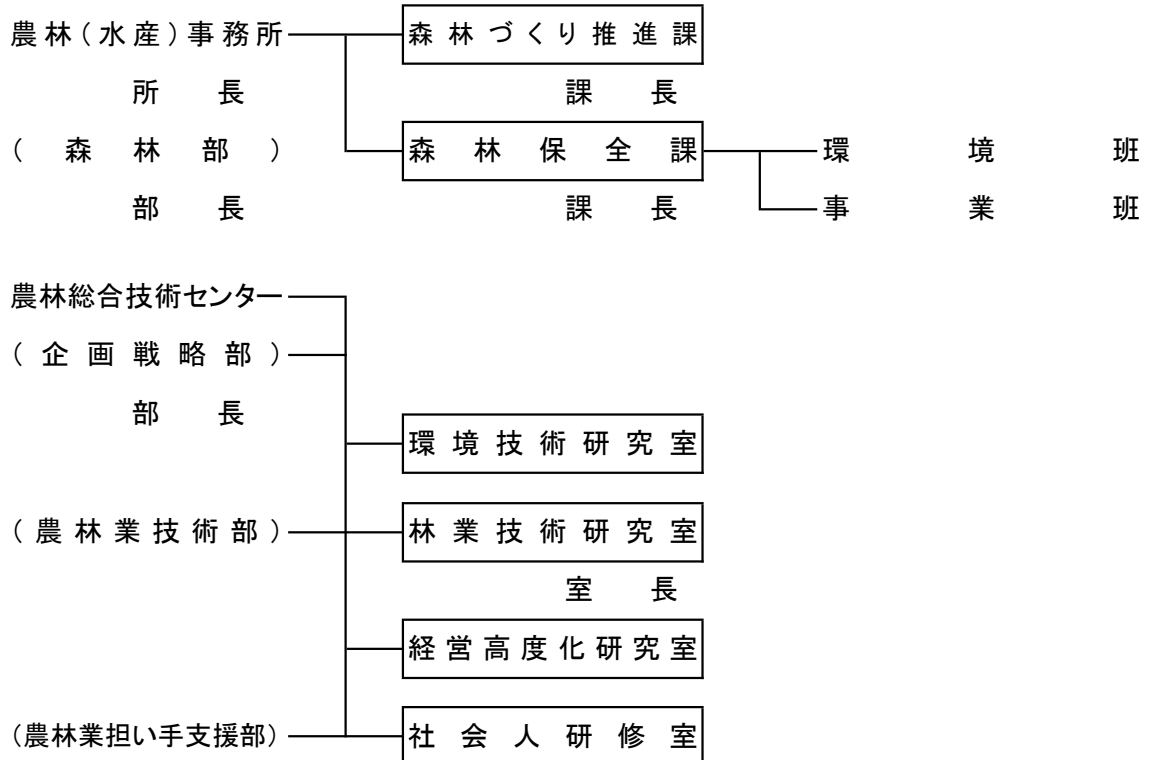 農林(水産)事務所 森林づくり推進課
所長 課長
(森林部) 森林保全課 環境班
部長 課長 事業班
農林総合技術センター
(企画戦略部)
部長
環境技術研究室
(農林業技術部) 林業技術研究室
室長
経営高度化研究室
(農林業担い手支援部) 社会人研修室